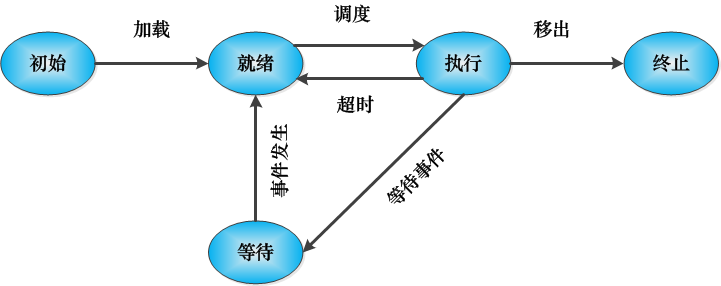 加载
调度
移出
初始
就绪
执行
终止
超时
事件发生
等待事件
等待